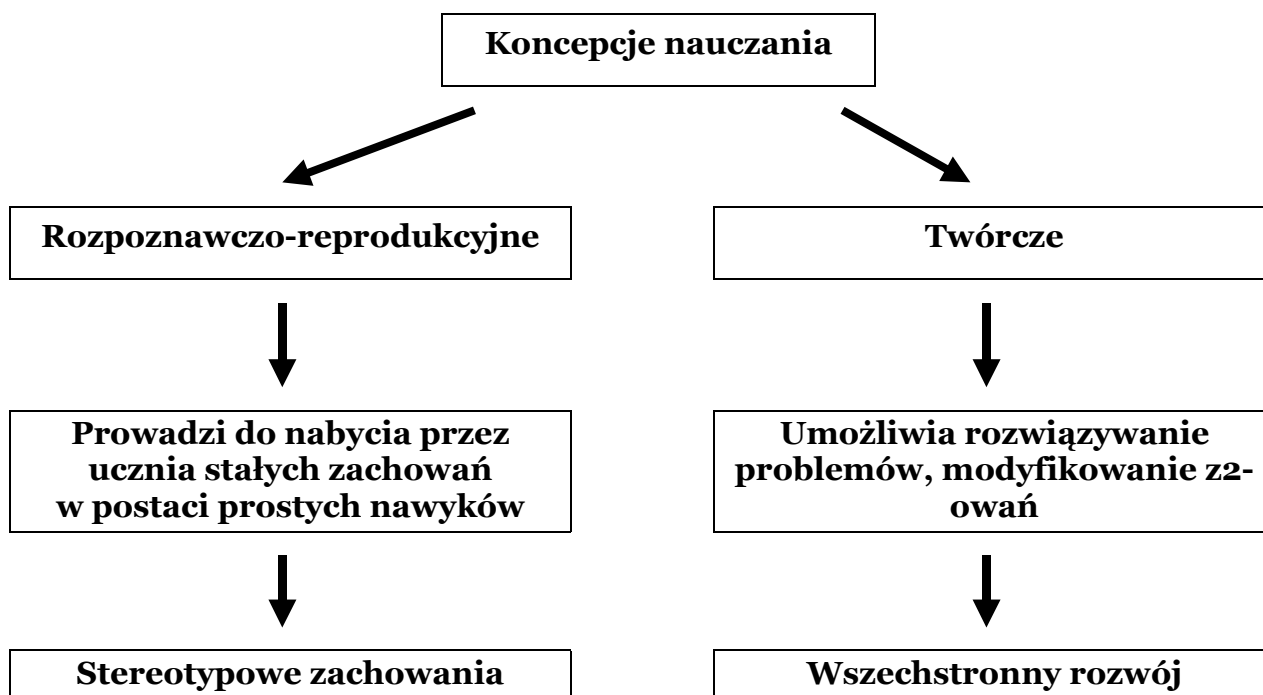 Koncepcje nauczania
Rozpoznawczo-reprodukcyjne
Twórcze
Prowadzi do nabycia przez
ucznia stałych zachowań
w postaci prostych nawyków
Umożliwia rozwiązywanie
problemów, modyfikowanie z2-
owań
Stereotypowe zachowania
Wszechstronny rozwój